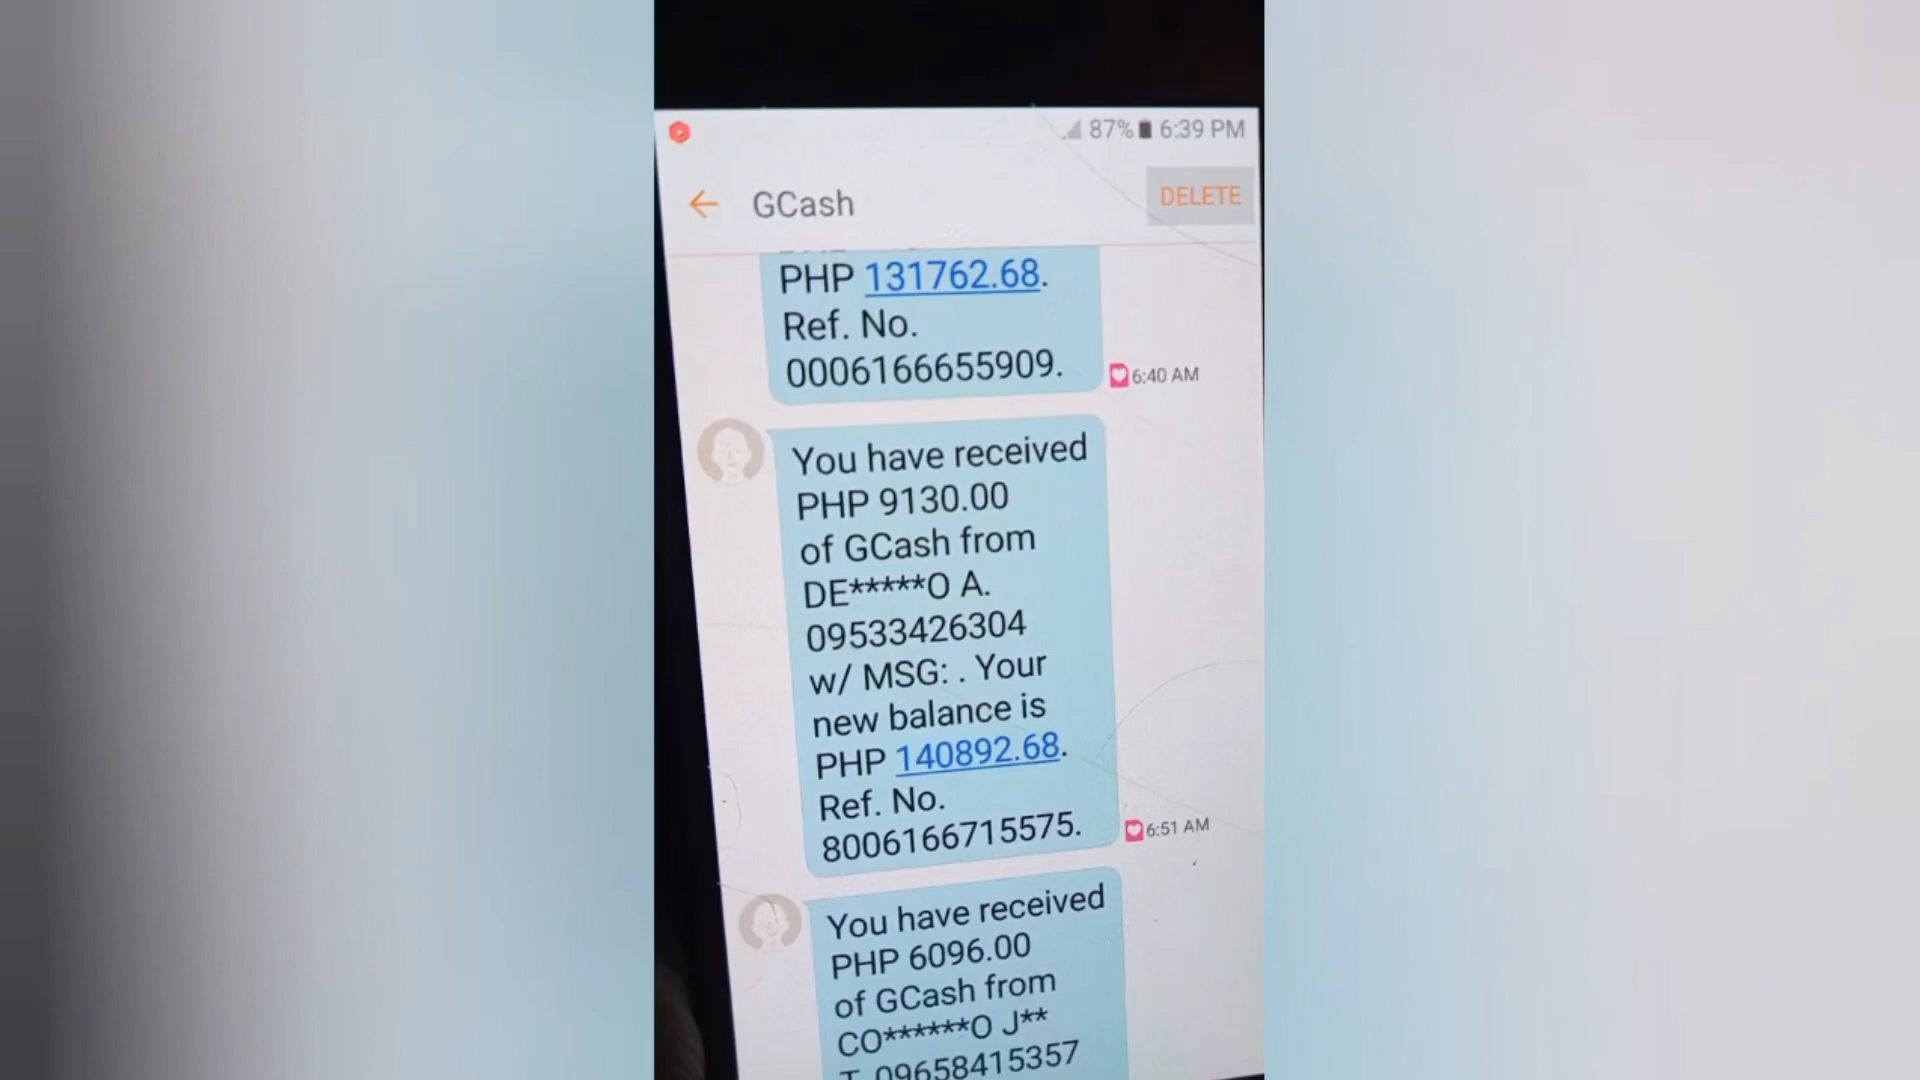 87% 6:39 PM
GCash
DELETE
PHP 131762.68.
Ref. No.
0006166655909.
6:40 AM
You have received
PHP 9130.00
of GCash from
DE*****O A.
09533426304
w/ MSG: . Your
new balance is
PHP 140892.68.
Ref. No.
8006166715575.
6:51 AM
You have received
PHP 6096.00
of GCash from
CO******O J**
09658415357